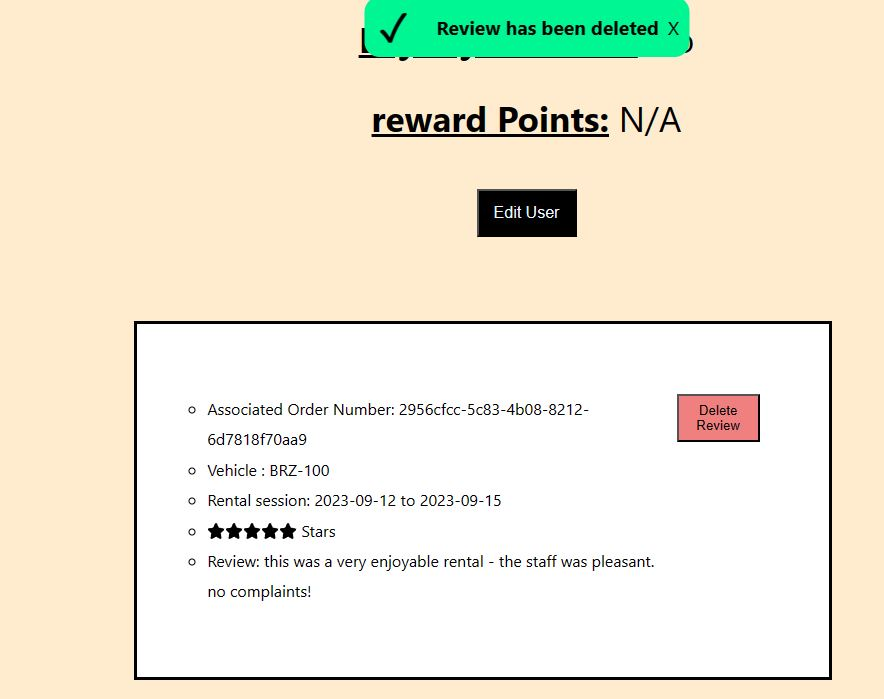 Review has been deleted X
reward Points: N/A
Edit User
Associated Order Number: 2956cfcc-5c83-4b08-8212-
6d7818f70aa9
Delete
Review
Vehicle : BRZ-100
Rental session: 2023-09-12 to 2023-09-15
Stars
Review: this was a very enjoyable rental - the staff was pleasant.
no complaints!